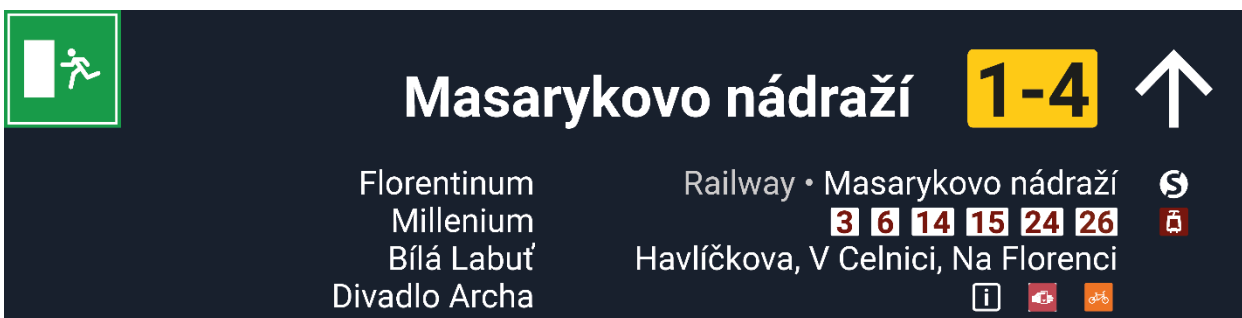 Masarykovo nádraží 1-4
Florentinum
Millenium
Bílá Labuť
Divadlo Archa
Railway • Masarykovo nádraží S
3 6 14 15 24 26
Havlíčkova, V Celnici, Na Florenci
i